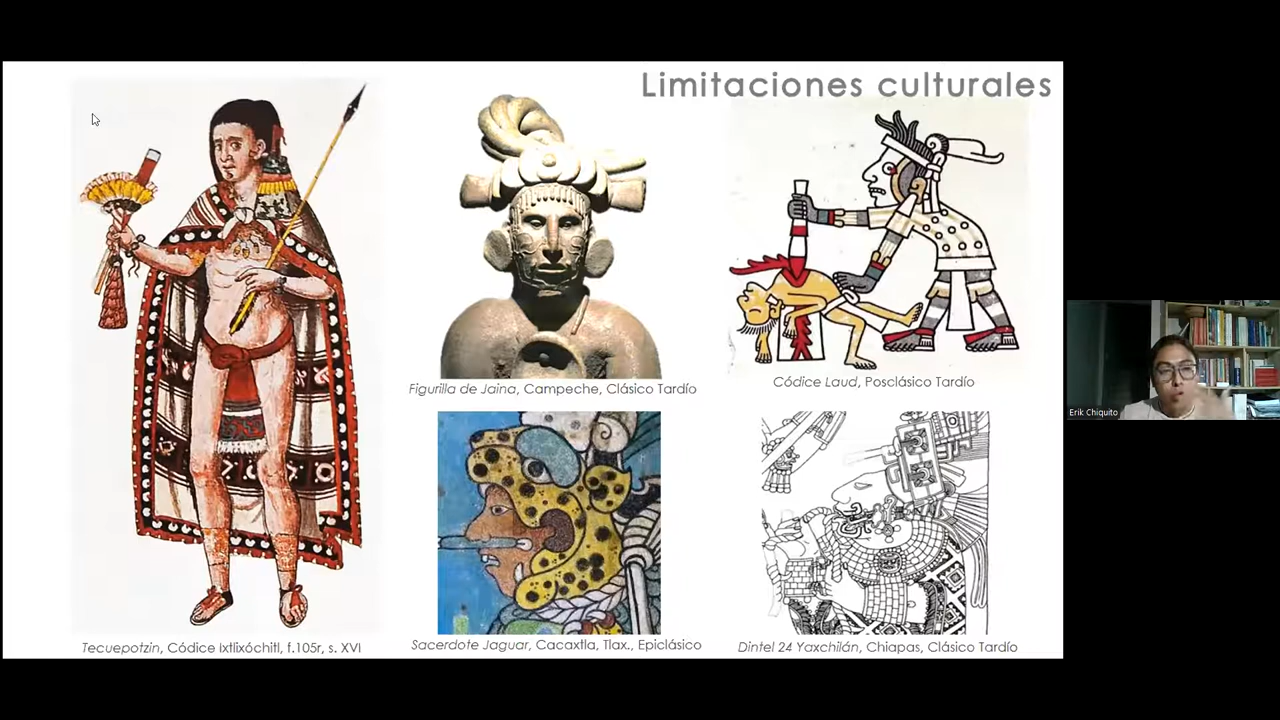 Limitaciones culturales
Figurilla de Jaina, Campeche, Clásico Tardío
Códice Laud, Posclásico Tardío
Erik Chiquito
Tecuepotzin, Códice Ixtlixóchitl, f.105r, s. XVI
Sacerdote Jaguar, Cacaxtla, Tlax., Epiclásico
Dintel 24 Yaxchilán, Chiapas, Clásico Tardío